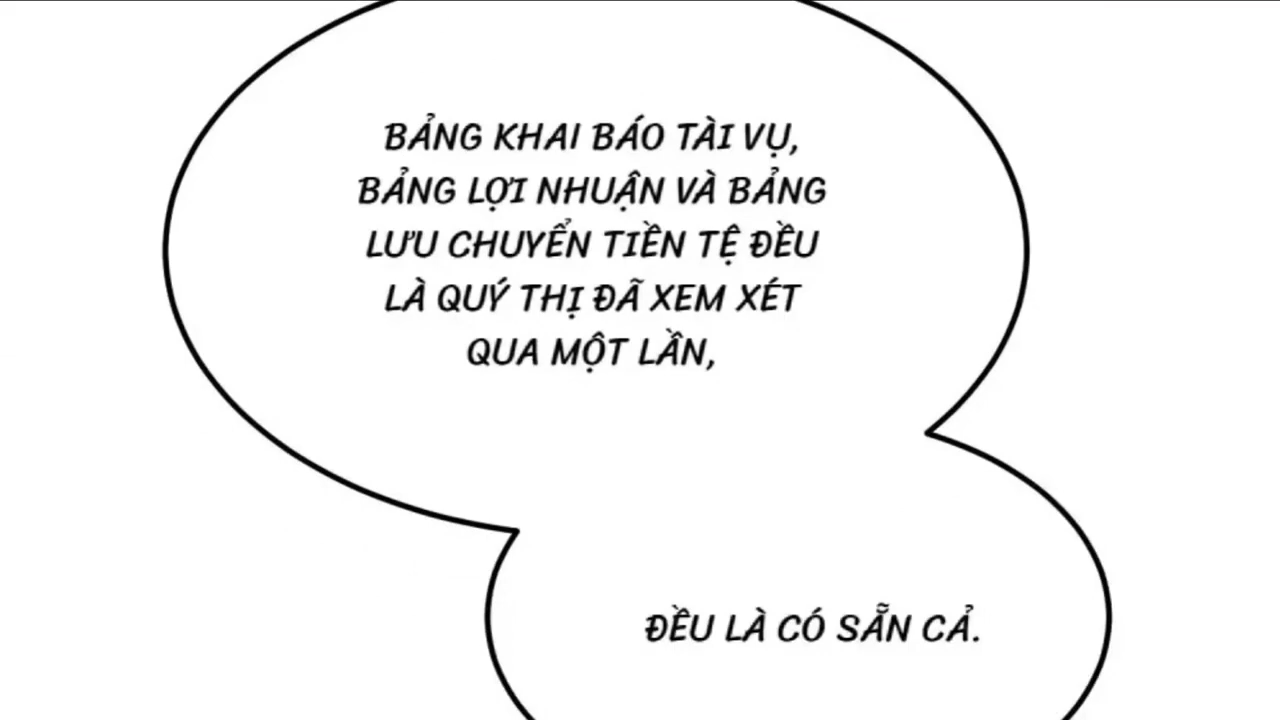 BẢNG KHAI BÁO TÀI VỤ,
BẢNG LỢI NHUẬN VÀ BẢNG
LƯU CHUYỂN TIỀN TỆ ĐỀU
LÀ QUÝ THỊ ĐÃ XEM XÉT
QUA MỘT LẦN,
ĐỀU LÀ CÓ SẴN CẢ.